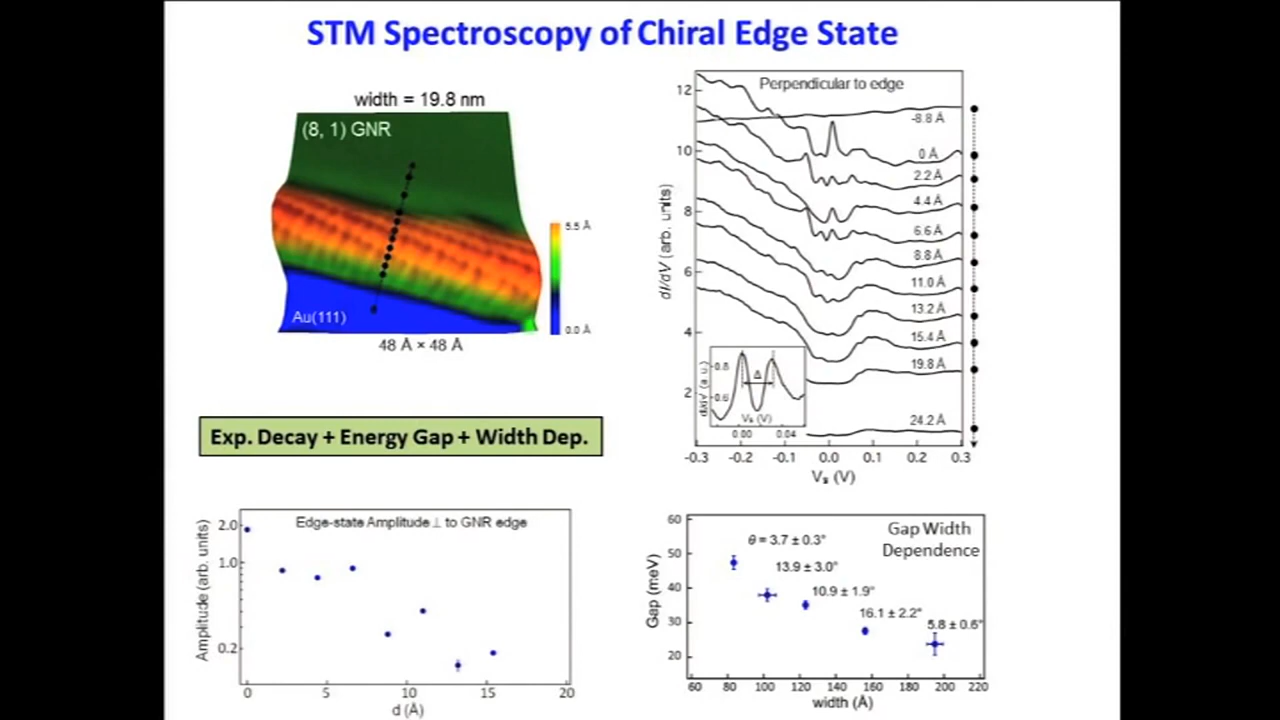 STM Spectroscopy of Chiral Edge State
width = 19.8 nm
(8, 1) GNR
Au(111)
48 Å × 48 Å
5.5 Å
0.0 Å
Perpendicular to edge
-8.8 Å
0 Å
2.2 Å
4.4 Å
6.6 Å
8.8 Å
11.0 Å
13.2 Å
15.4 Å
19.8 Å
24.2 Å
dI/dV (arb. units)
12
10
8
6
4
2
-0.3 -0.2 -0.1 0.0 0.1 0.2 0.3
Vs (V)
Δ
0.8
0.6
dI/dV (a.u.)
Vs (V)
0.00 0.04
Exp. Decay + Energy Gap + Width Dep.
Edge-state Amplitude ⊥ to GNR edge
Amplitude (arb. units)
2.0
1.0
0.2
0 5 10 15 20
d (Å)
Gap Width
Dependence
θ = 3.7 ± 0.3°
13.9 ± 3.0°
10.9 ± 1.9°
16.1 ± 2.2°
5.8 ± 0.6°
Gap (meV)
60
50
40
30
20
60 80 100 120 140 160 180 200 220
width (Å)